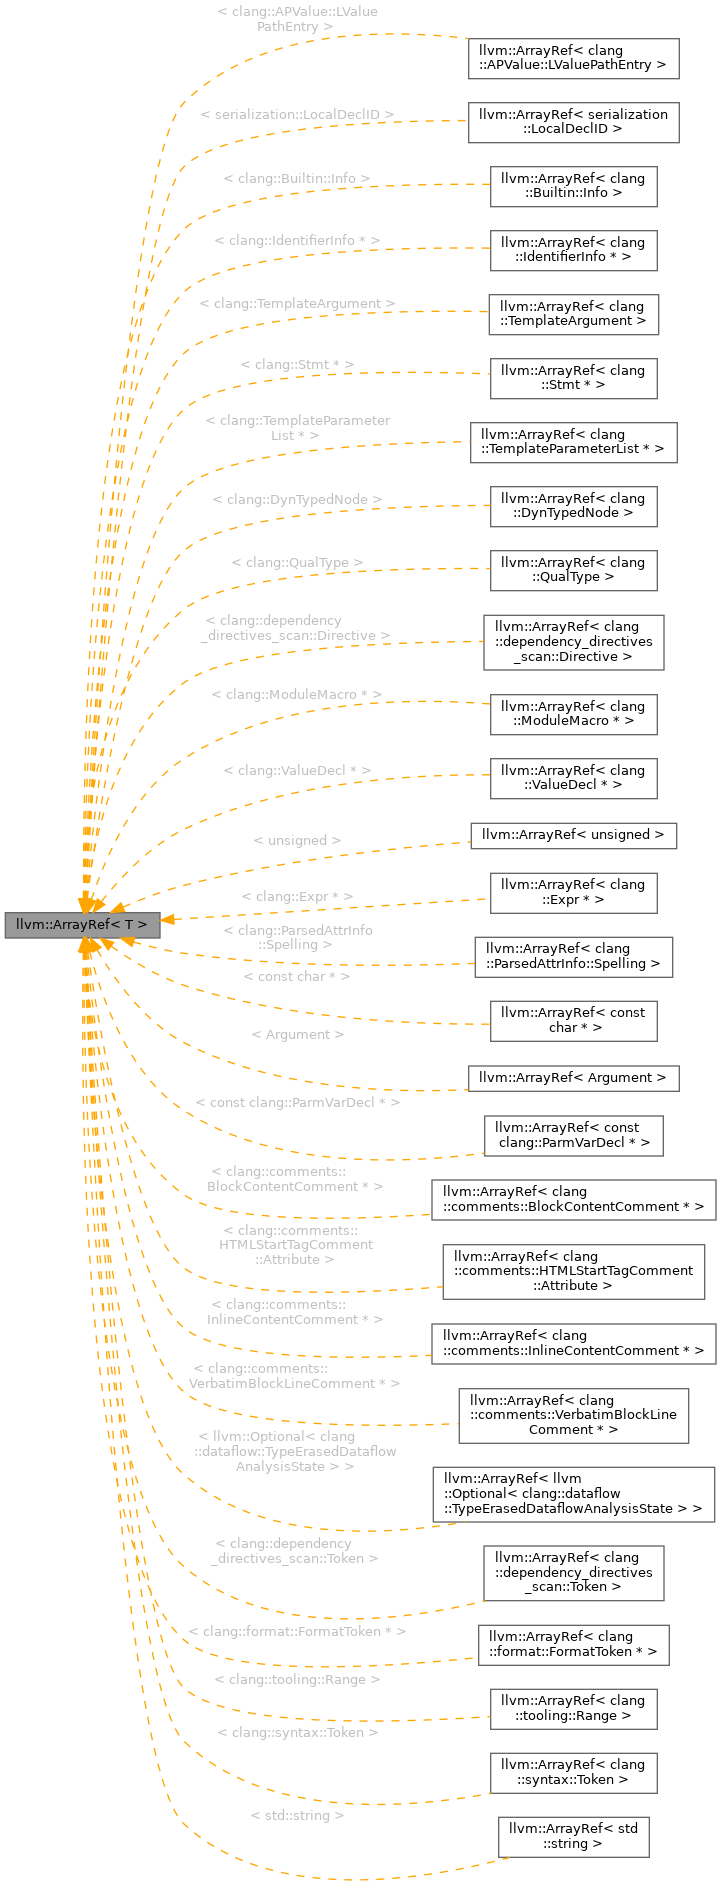 < clang::APValue::LValue
PathEntry >
llvm::ArrayRef< clang
::APValue::LValuePathEntry >
< serialization::LocalDeclID >
llvm::ArrayRef< serialization
::LocalDeclID >
< clang::Builtin::Info >
llvm::ArrayRef< clang
::Builtin::Info >
< clang::IdentifierInfo * >
llvm::ArrayRef< clang
::IdentifierInfo * >
< clang::TemplateArgument >
llvm::ArrayRef< clang
::TemplateArgument >
< clang::Stmt * >
llvm::ArrayRef< clang
::Stmt * >
< clang::TemplateParameter
List * >
llvm::ArrayRef< clang
::TemplateParameterList * >
< clang::DynTypedNode >
llvm::ArrayRef< clang
::DynTypedNode >
< clang::QualType >
llvm::ArrayRef< clang
::QualType >
< clang::dependency
_directives_scan::Directive >
llvm::ArrayRef< clang
::dependency_directives
_scan::Directive >
< clang::ModuleMacro * >
llvm::ArrayRef< clang
::ModuleMacro * >
< clang::ValueDecl * >
llvm::ArrayRef< clang
::ValueDecl * >
< unsigned >
llvm::ArrayRef< unsigned >
< clang::Expr * >
llvm::ArrayRef< clang
::Expr * >
llvm::ArrayRef< T >
< clang::ParsedAttrInfo
::Spelling >
llvm::ArrayRef< clang
::ParsedAttrInfo::Spelling >
< const char * >
llvm::ArrayRef< const
char * >
< Argument >
llvm::ArrayRef< Argument >
< const clang::ParmVarDecl * >
llvm::ArrayRef< const
clang::ParmVarDecl * >
< clang::comments::
BlockContentComment * >
llvm::ArrayRef< clang
::comments::BlockContentComment * >
< clang::comments::
HTMLStartTagComment
::Attribute >
llvm::ArrayRef< clang
::comments::HTMLStartTagComment
::Attribute >
< clang::comments::
InlineContentComment * >
llvm::ArrayRef< clang
::comments::InlineContentComment * >
< clang::comments::
VerbatimBlockLineComment * >
llvm::ArrayRef< clang
::comments::VerbatimBlockLine
Comment * >
< llvm::Optional< clang
::dataflow::TypeErasedDataflow
AnalysisState > >
llvm::ArrayRef< llvm
::Optional< clang::dataflow
::TypeErasedDataflowAnalysisState > >
< clang::dependency
_directives_scan::Token >
llvm::ArrayRef< clang
::dependency_directives
_scan::Token >
< clang::format::FormatToken * >
llvm::ArrayRef< clang
::format::FormatToken * >
< clang::tooling::Range >
llvm::ArrayRef< clang
::tooling::Range >
< clang::syntax::Token >
llvm::ArrayRef< clang
::syntax::Token >
< std::string >
llvm::ArrayRef< std
::string >